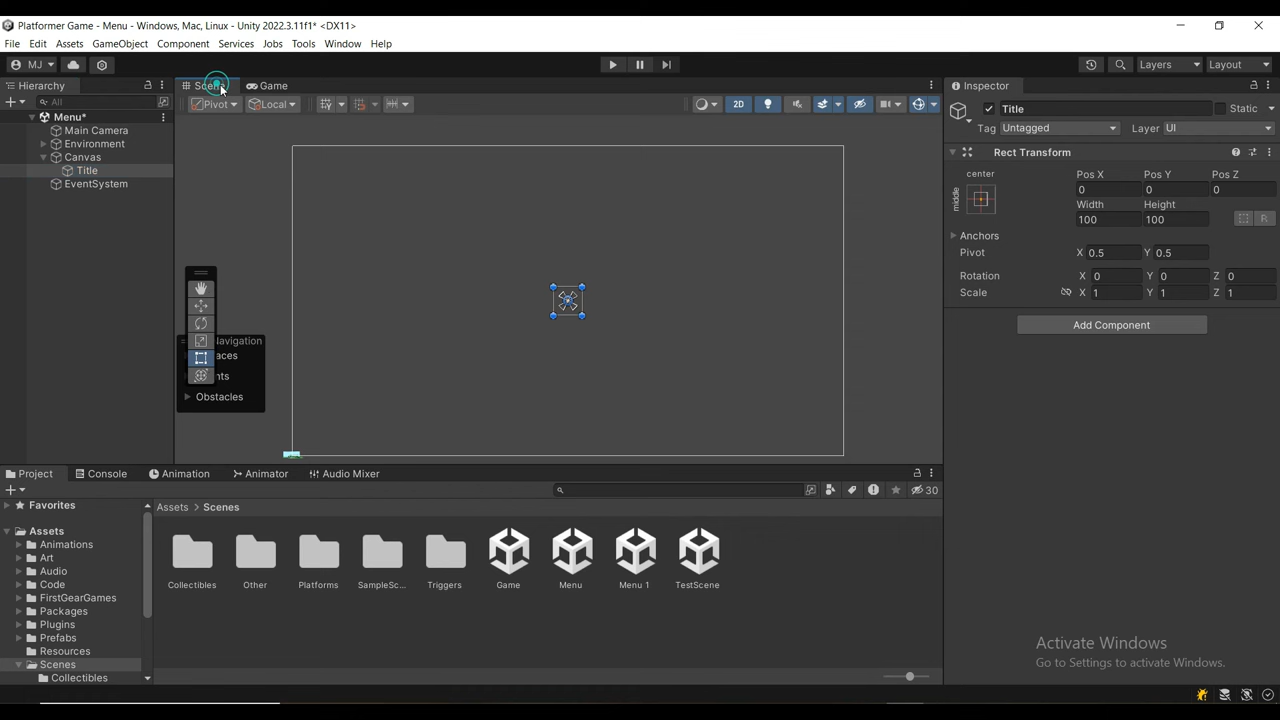 Platformer Game - Menu - Windows, Mac, Linux - Unity 2022.3.11f1* <DX11>
File Edit Assets GameObject Component Services Jobs Tools Window Help
MJ Layers Layout
Hierarchy Scene Game Inspector
All Pivot Local 2D Title Static
Menu* Tag Untagged Layer UI
Main Camera
Environment Rect Transform
Canvas center Pos X Pos Y Pos Z
Title middle 0 0 0
EventSystem Width Height
100 100 R
Anchors
Pivot X 0.5 Y 0.5
Rotation X 0 Y 0 Z 0
Scale X 1 Y 1 Z 1
Add Component
Navigation
Obstacles
Project Console Animation Animator Audio Mixer
30
Favorites Assets > Scenes
Assets
Animations
Art
Audio
Code
FirstGearGames
Packages
Plugins
Prefabs
Resources
Scenes
Collectibles
Collectibles Other Platforms SampleSc... Triggers Game Menu Menu 1 TestScene
Activate Windows
Go to Settings to activate Windows.